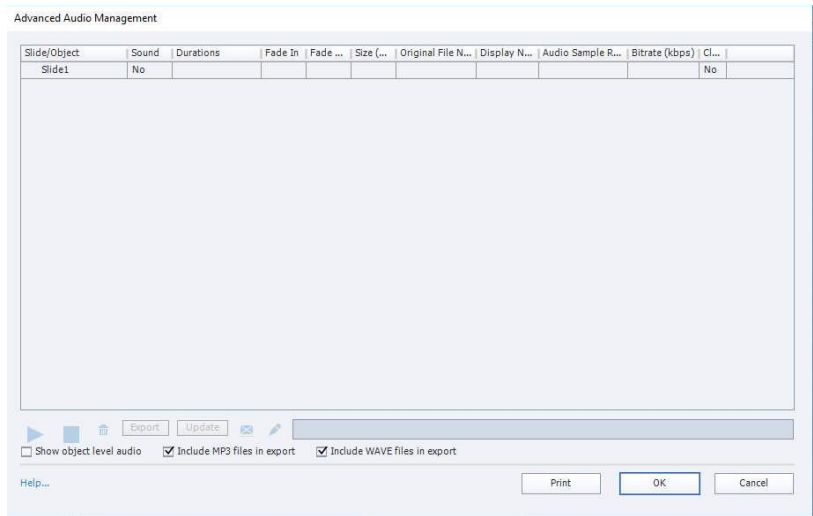 Advanced Audio Management
Slide/Object Sound Durations Fade In Fade ... Size (... Original File N... Display N... Audio Sample R... Bitrate (kbps) Cl...
Slide1 No No
Export Update
Show object level audio Include MP3 files in export Include WAVE files in export
Help... Print OK Cancel